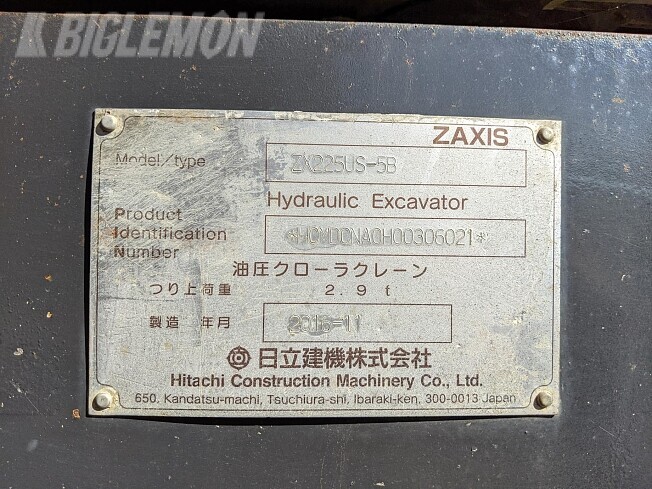 BIGLEMON
ZAXIS
Model/type ZX225US-5B
Hydraulic Excavator
Product
Identification
Number
油圧クローラクレーン
つり上荷重 2.9 t
製造 年月
日立建機株式会社
Hitachi Construction Machinery Co., Ltd.
650, Kandatsu-machi, Tsuchiura-shi, Ibaraki-ken, 300-0013 Japan